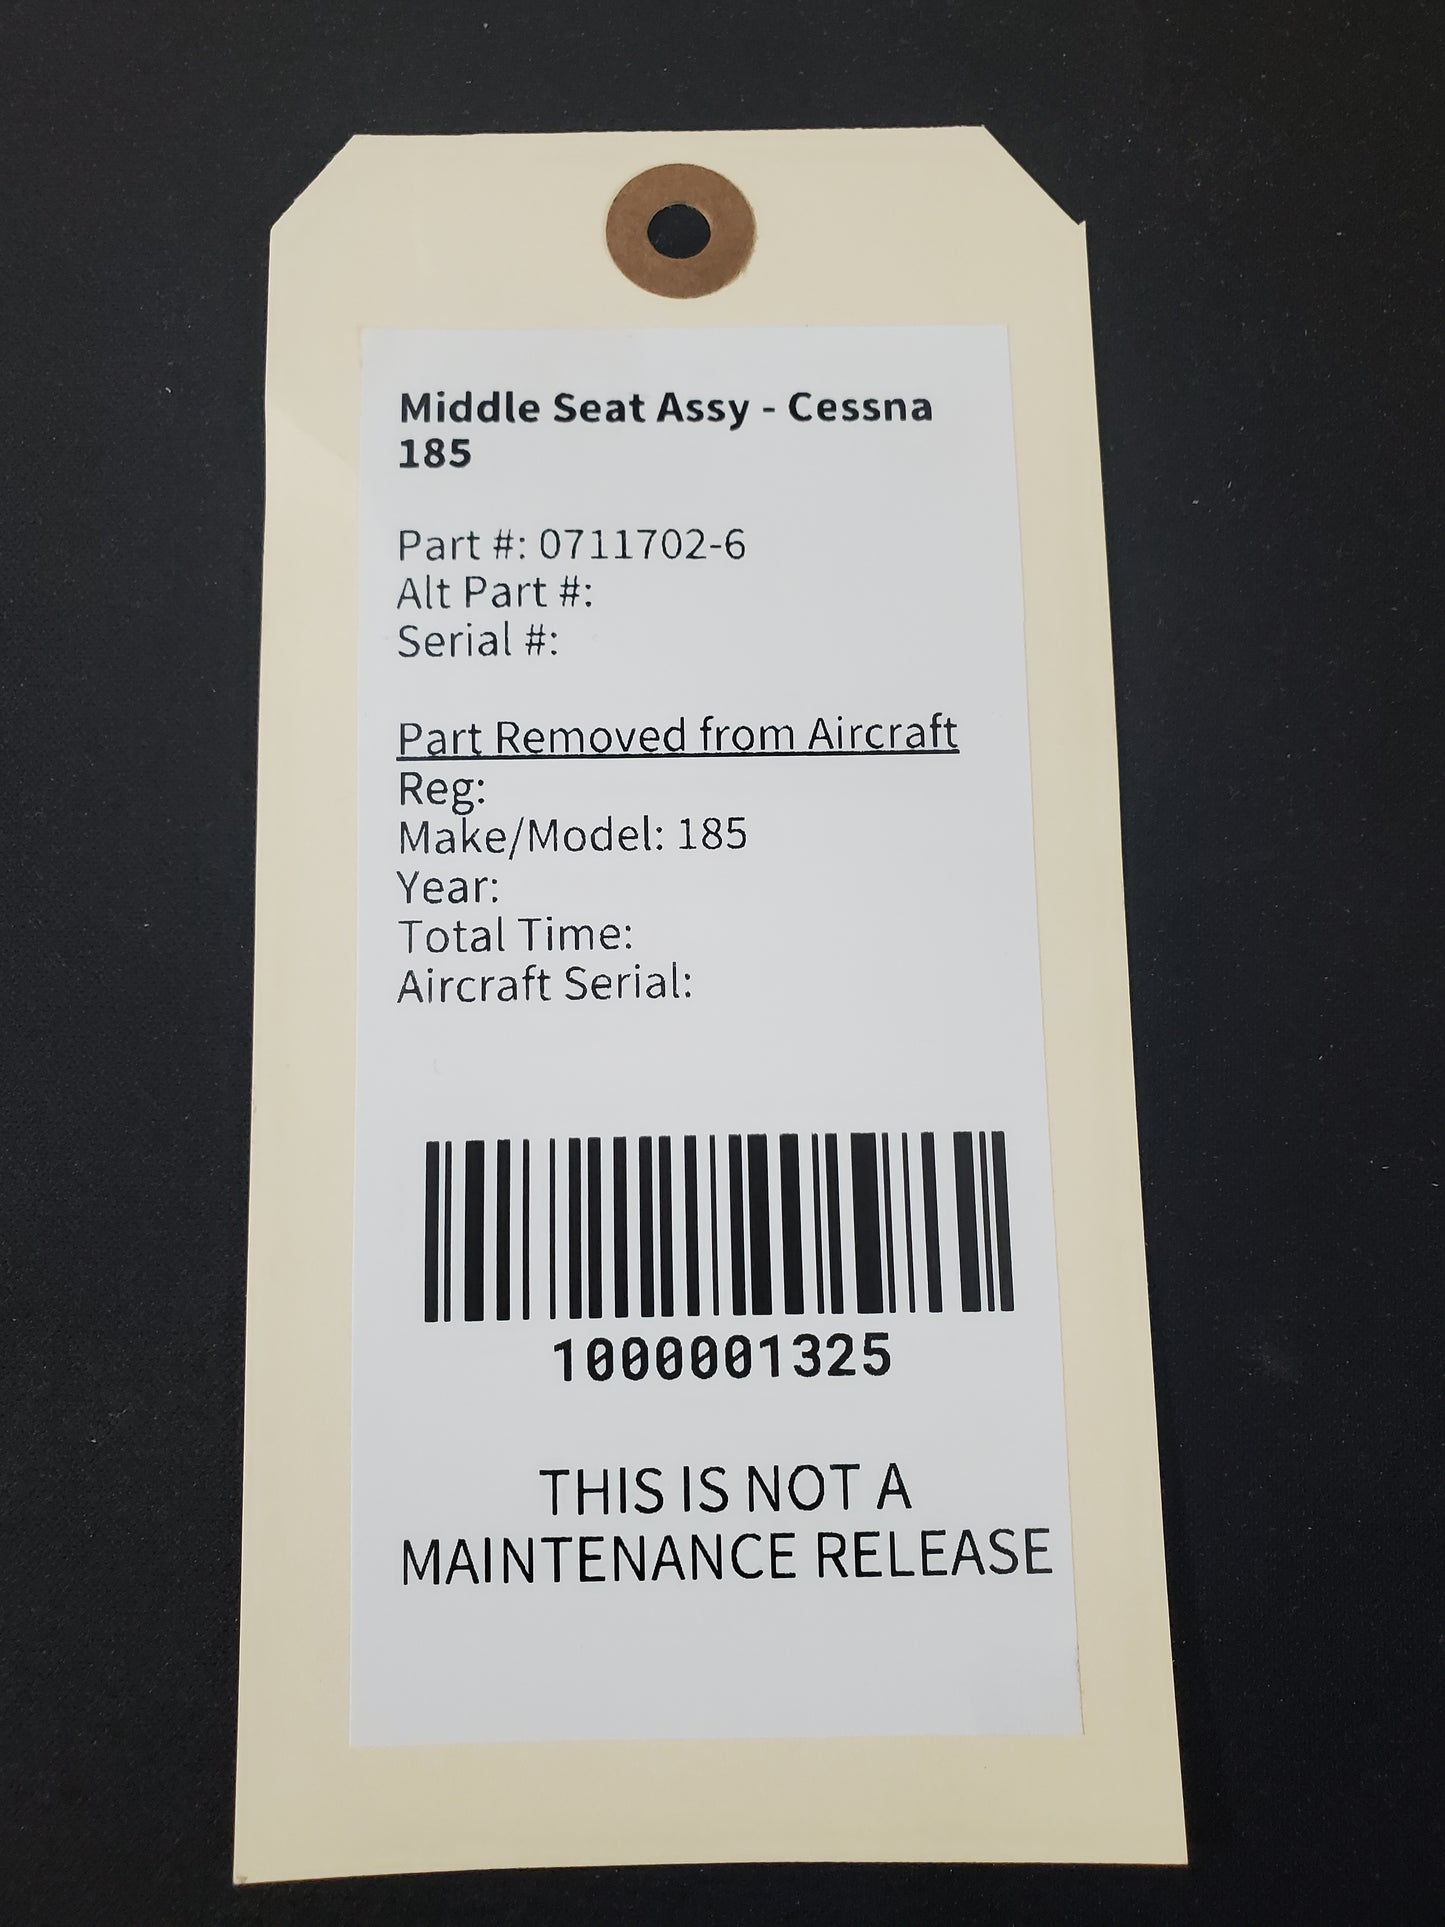 Middle Seat Assy - Cessna
185
Part #: 0711702-6
Alt Part #:
Serial #:
Part Removed from Aircraft
Reg:
Make/Model: 185
Year:
Total Time:
Aircraft Serial:
1000001325
THIS IS NOT A
MAINTENANCE RELEASE